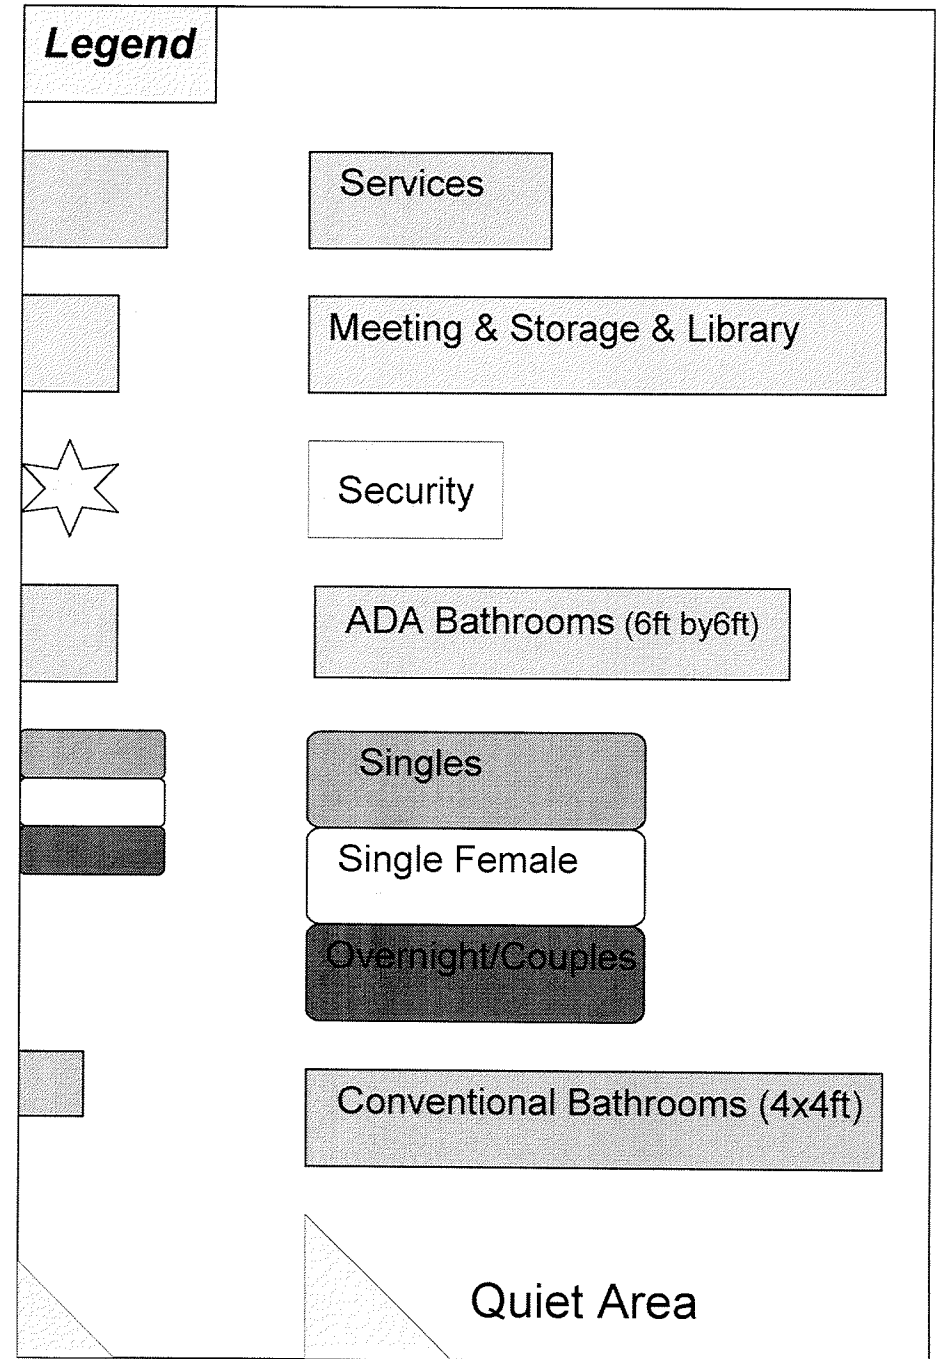 Legend
Services
Meeting & Storage & Library
Security
ADA Bathrooms (6ft by6ft)
Singles
Single Female
Overnight/Couples
Conventional Bathrooms (4x4ft)
Quiet Area